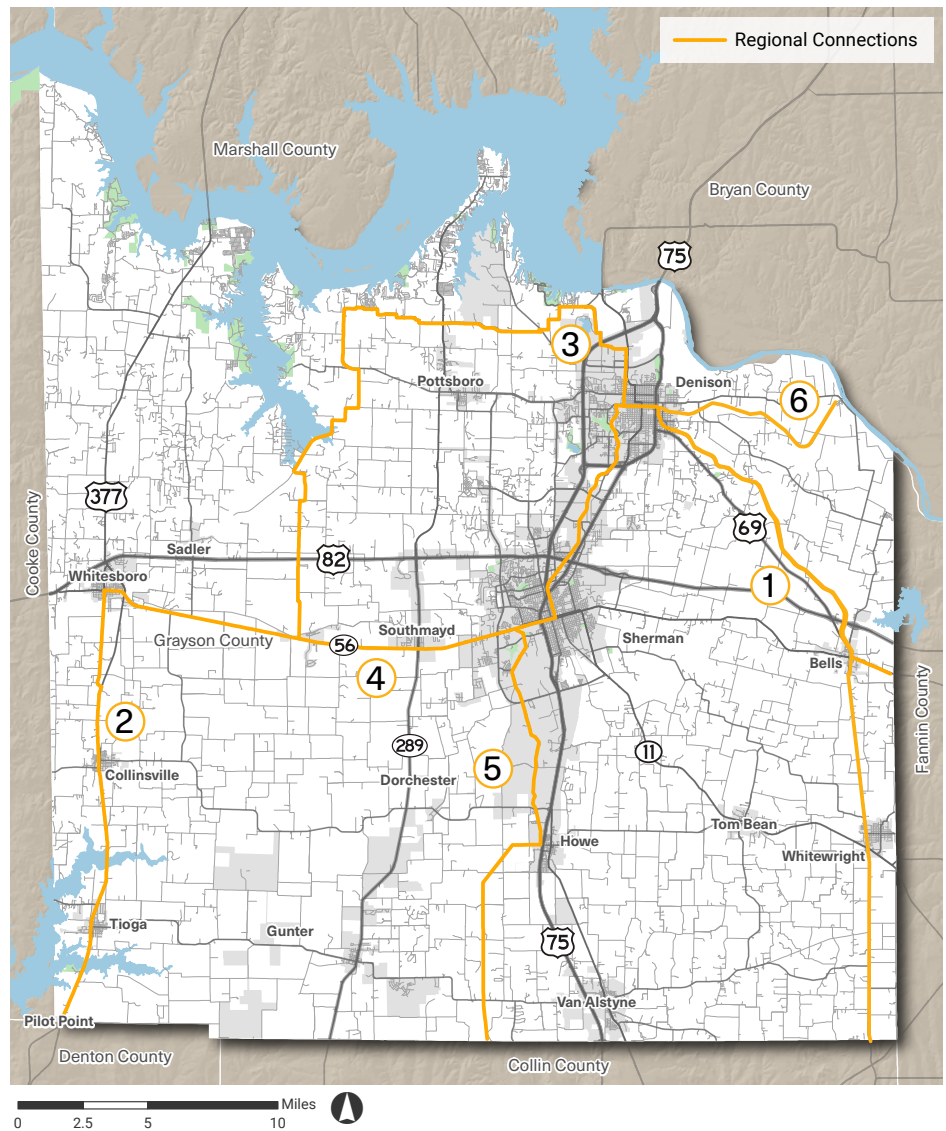 Regional Connections
Marshall County
Bryan County
75
3
Pottsboro
Denison
6
377
Cooke County
69
Sadler
82
Whitesboro
1
Grayson County
56
Southmayd
Sherman
Bells
4
Fannin County
2
289
11
5
Collinsville
Dorchester
Tom Bean
Howe
Whitewright
Tioga
Gunter
75
Van Alstyne
Pilot Point
Denton County
Collin County
Miles
0 2.5 5 10